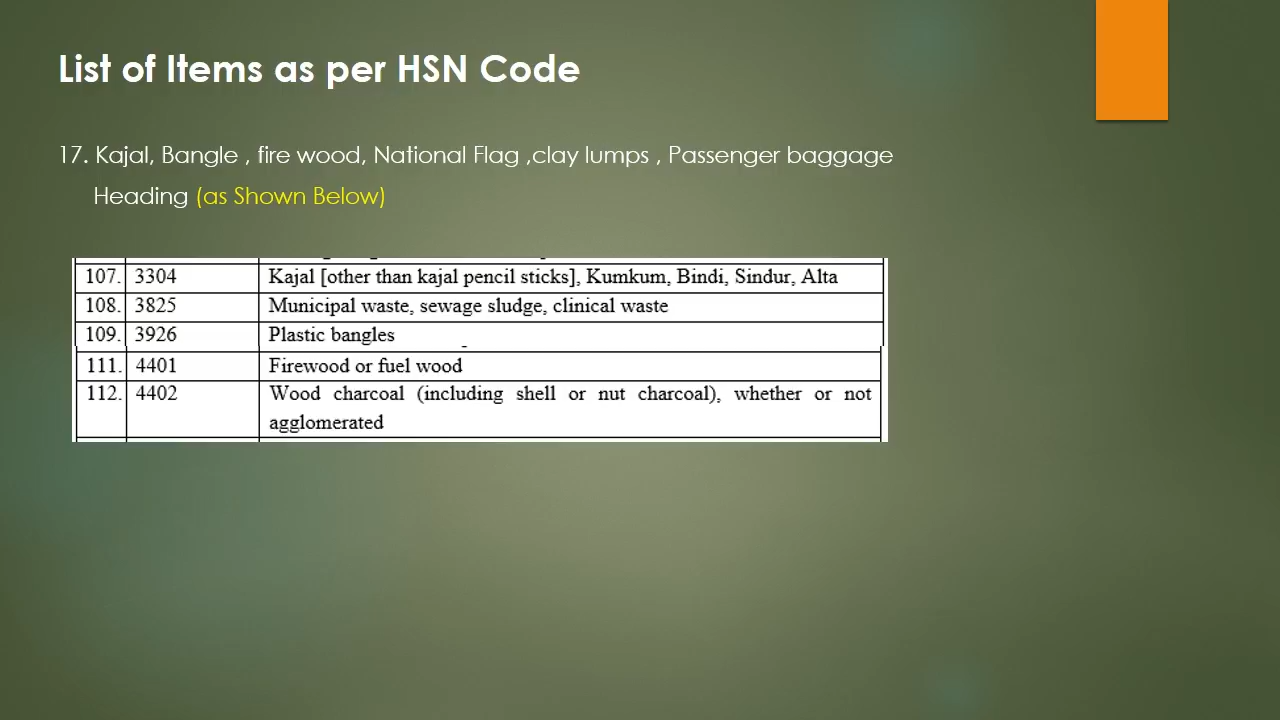 List of Items as per HSN Code
17. Kajal, Bangle , fire wood, National Flag ,clay lumps , Passenger baggage
Heading (as Shown Below)
107. 3304 Kajal [other than kajal pencil sticks], Kumkum, Bindi, Sindur, Alta
108. 3825 Municipal waste, sewage sludge, clinical waste
109. 3926 Plastic bangles
111. 4401 Firewood or fuel wood
112. 4402 Wood charcoal (including shell or nut charcoal), whether or not
agglomerated